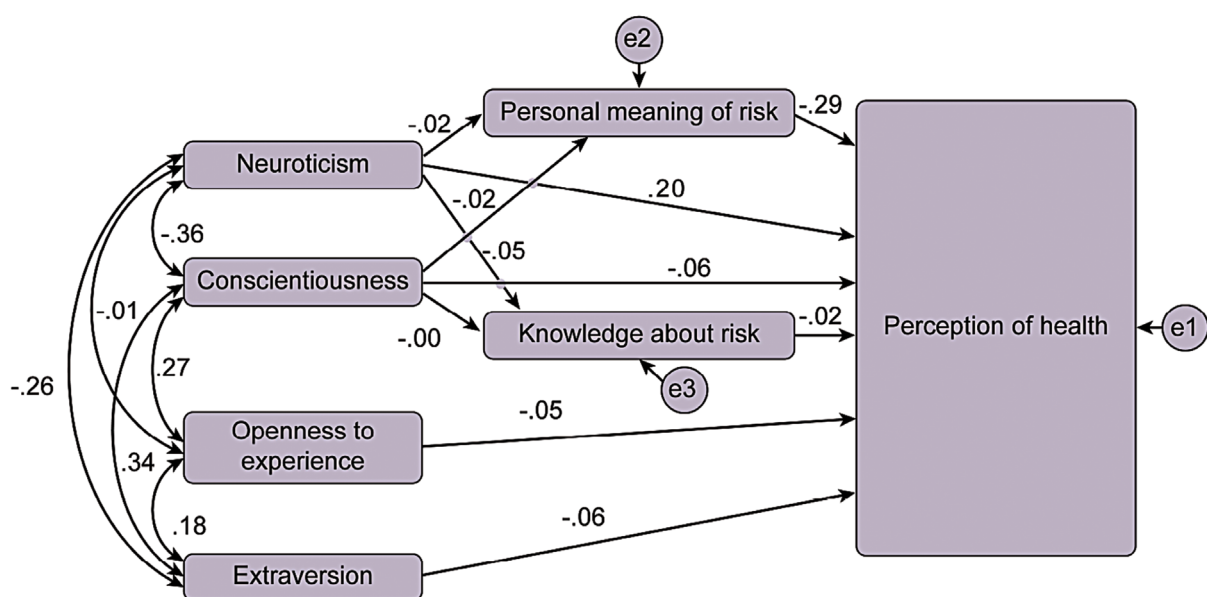 e2
Personal meaning of risk
-.29
-.02
Neuroticism
.20
-.02
-.36
-.05
Conscientiousness
-.06
-.01
-.00
Knowledge about risk
-.02
Perception of health
e1
.27
-.26
e3
-.05
Openness to
experience
.34
.18
-.06
Extraversion